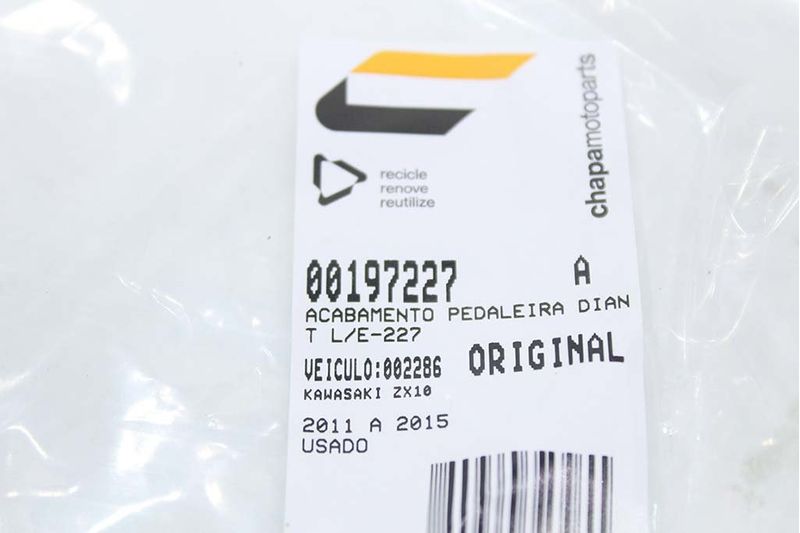 chapamotoparts
recicle
renove
reutilize
00197227 A
ACABAMENTO PEDALEIRA DIAN
T L/E-227
VEICULO:002286 ORIGINAL
KAWASAKI ZX10
2011 A 2015
USADO